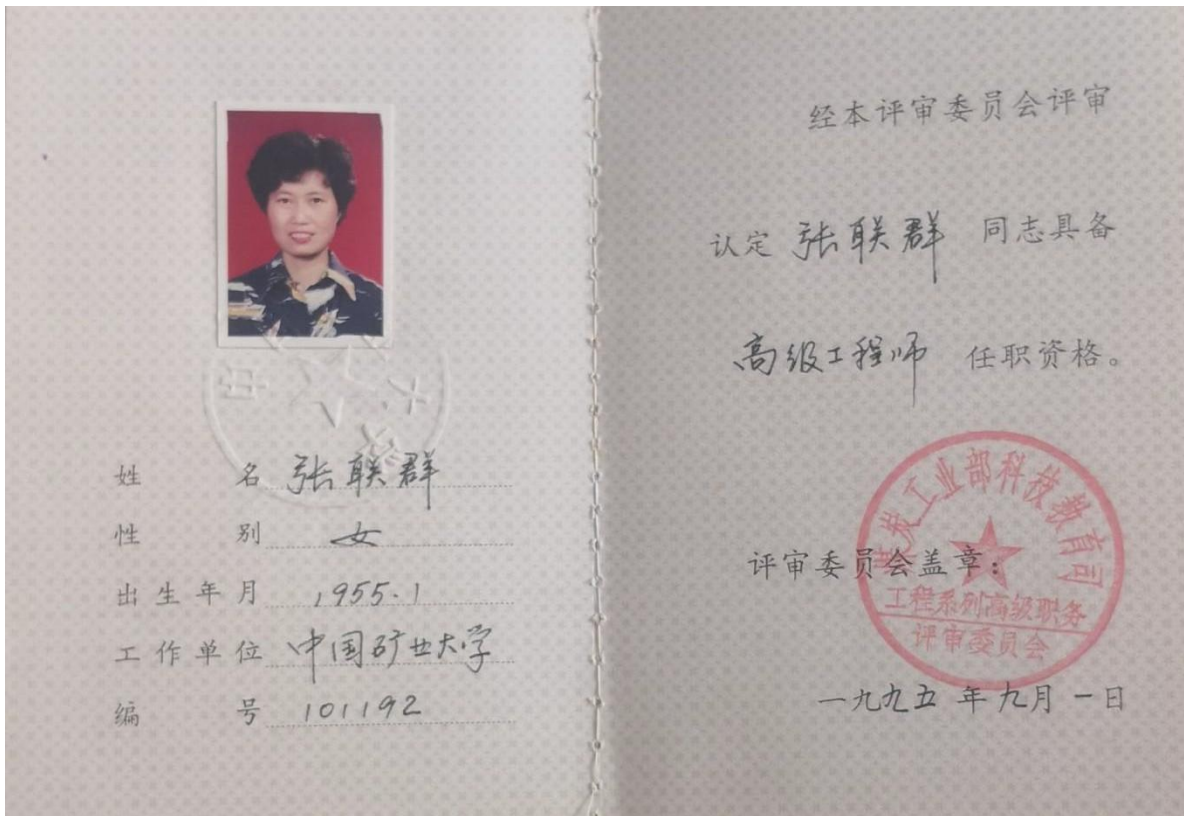 姓名 张联群
性别 女
出生年月 1955.1
工作单位 中国矿业大学
编号 101192
经本评审委员会评审
认定 张联群 同志具备
高级工程师 任职资格。
评审委员会盖章：
煤炭工业部科技教育司
工程系列高级职务
评审委员会
一九九五年九月一日